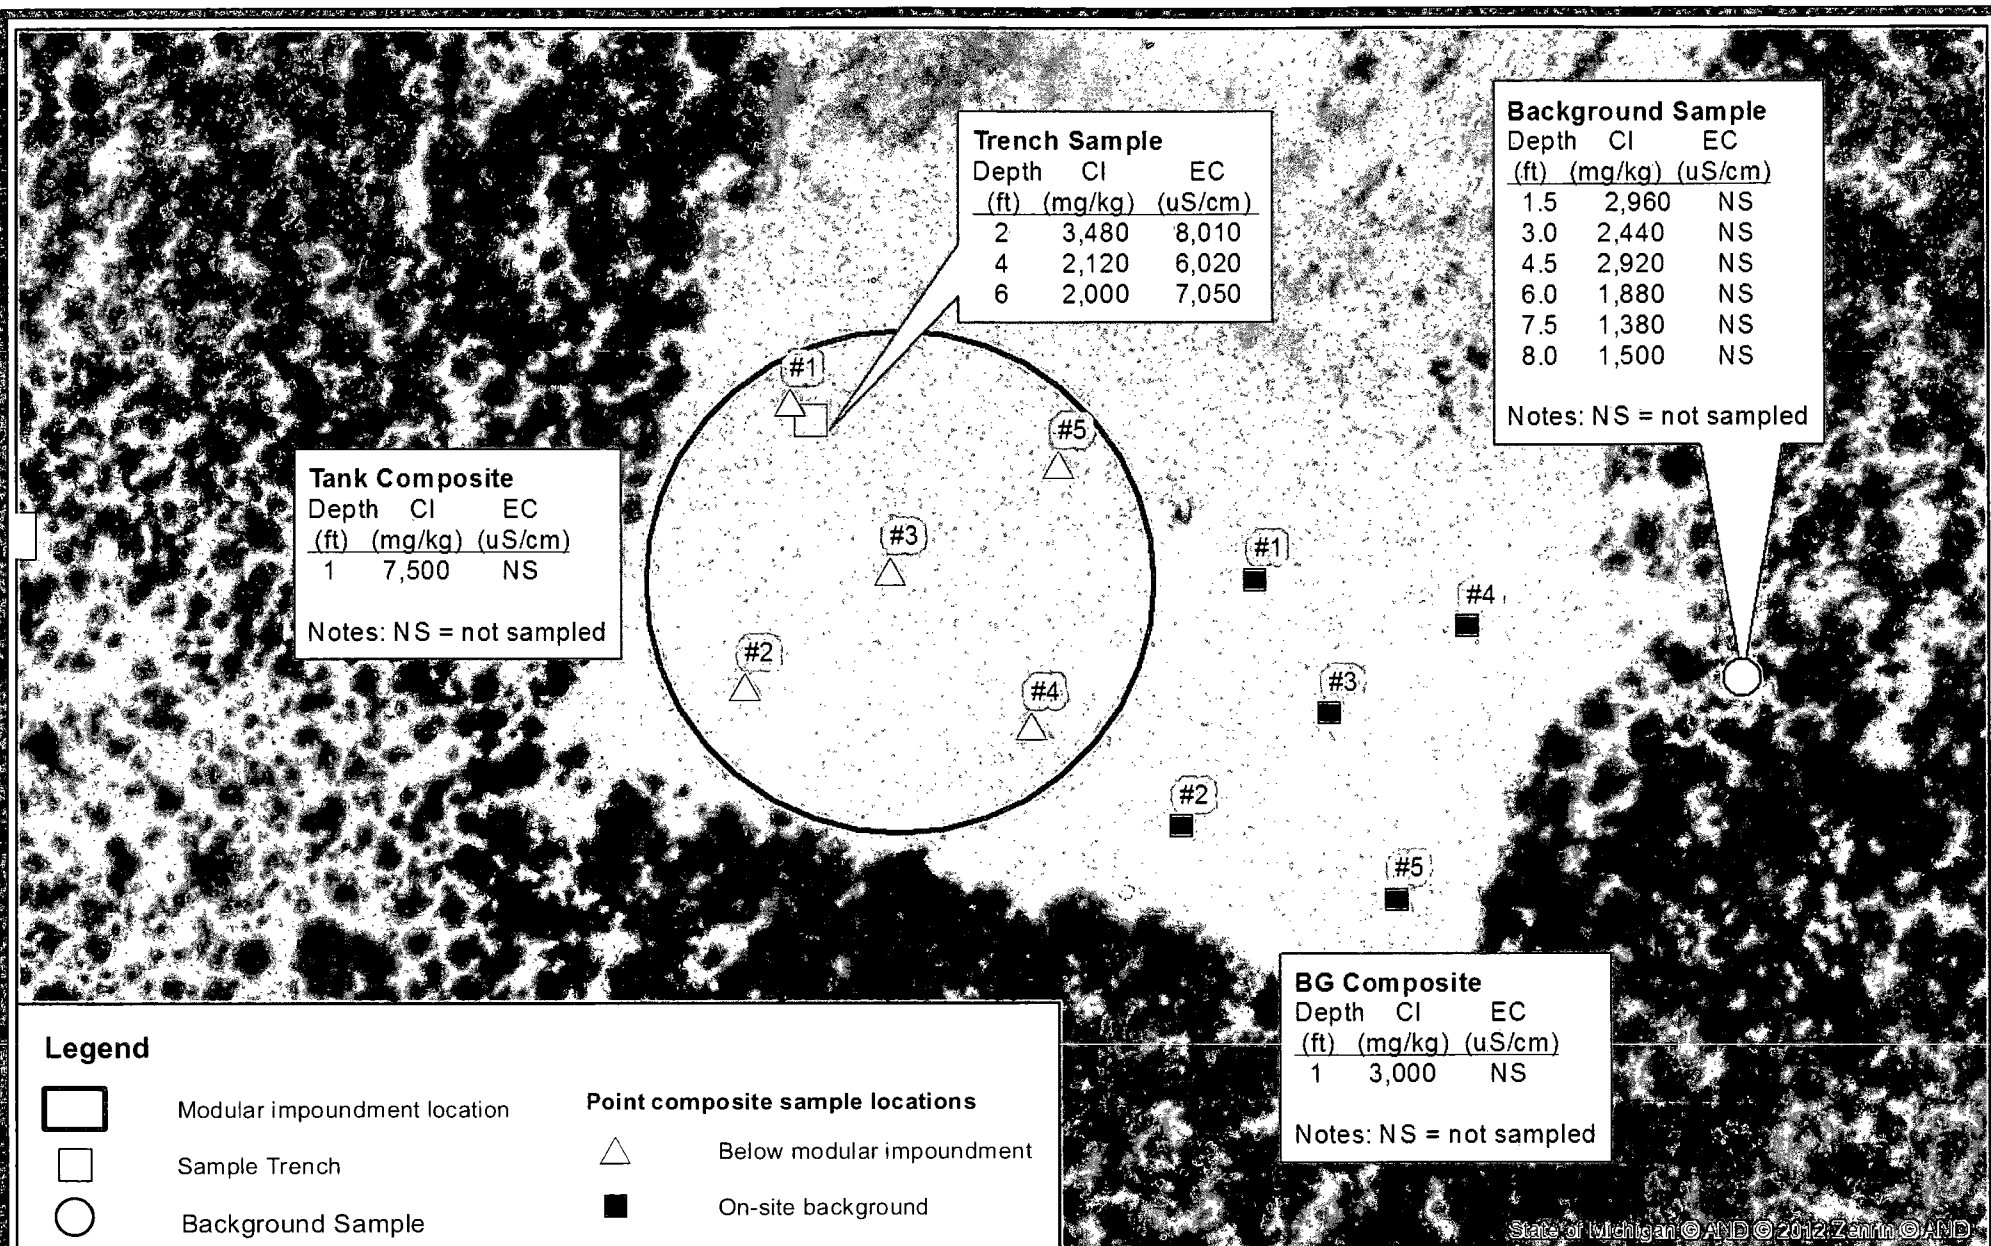 Trench Sample
Depth Cl EC
(ft) (mg/kg) (uS/cm)
2 3,480 8,010
4 2,120 6,020
6 2,000 7,050
Background Sample
Depth Cl EC
(ft) (mg/kg) (uS/cm)
1.5 2,960 NS
3.0 2,440 NS
4.5 2,920 NS
6.0 1,880 NS
7.5 1,380 NS
8.0 1,500 NS
Notes: NS = not sampled
Tank Composite
Depth Cl EC
(ft) (mg/kg) (uS/cm)
1 7,500 NS
Notes: NS = not sampled
#1
#5
#3
#2
#4
#1
#4
#3
#2
#5
BG Composite
Depth Cl EC
(ft) (mg/kg) (uS/cm)
1 3,000 NS
Notes: NS = not sampled
Legend
Modular impoundment location
Sample Trench
Background Sample
Point composite sample locations
Below modular impoundment
On-site background
State of Michigan © AND © 2012 Zenrin © AND